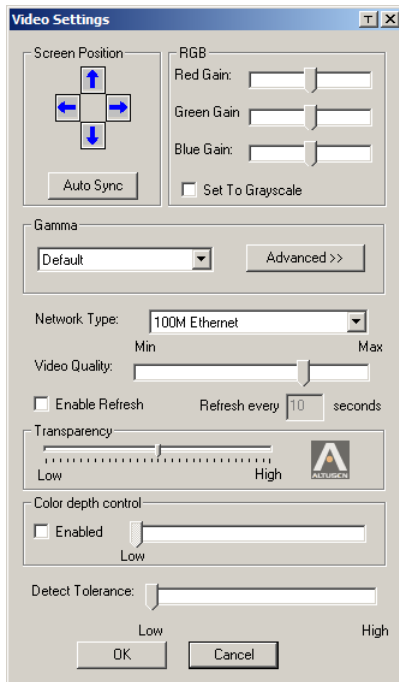 Video Settings
T X
Screen Position
RGB
Red Gain:
Green Gain
Blue Gain:
Auto Sync
Set To Grayscale
Gamma
Default
Advanced >>
Network Type:
100M Ethernet
Min
Max
Video Quality:
Enable Refresh
Refresh every 10 seconds
Transparency
Low
High
ALTUSEN
Color depth control
Enabled
Low
Detect Tolerance:
Low
High
OK
Cancel